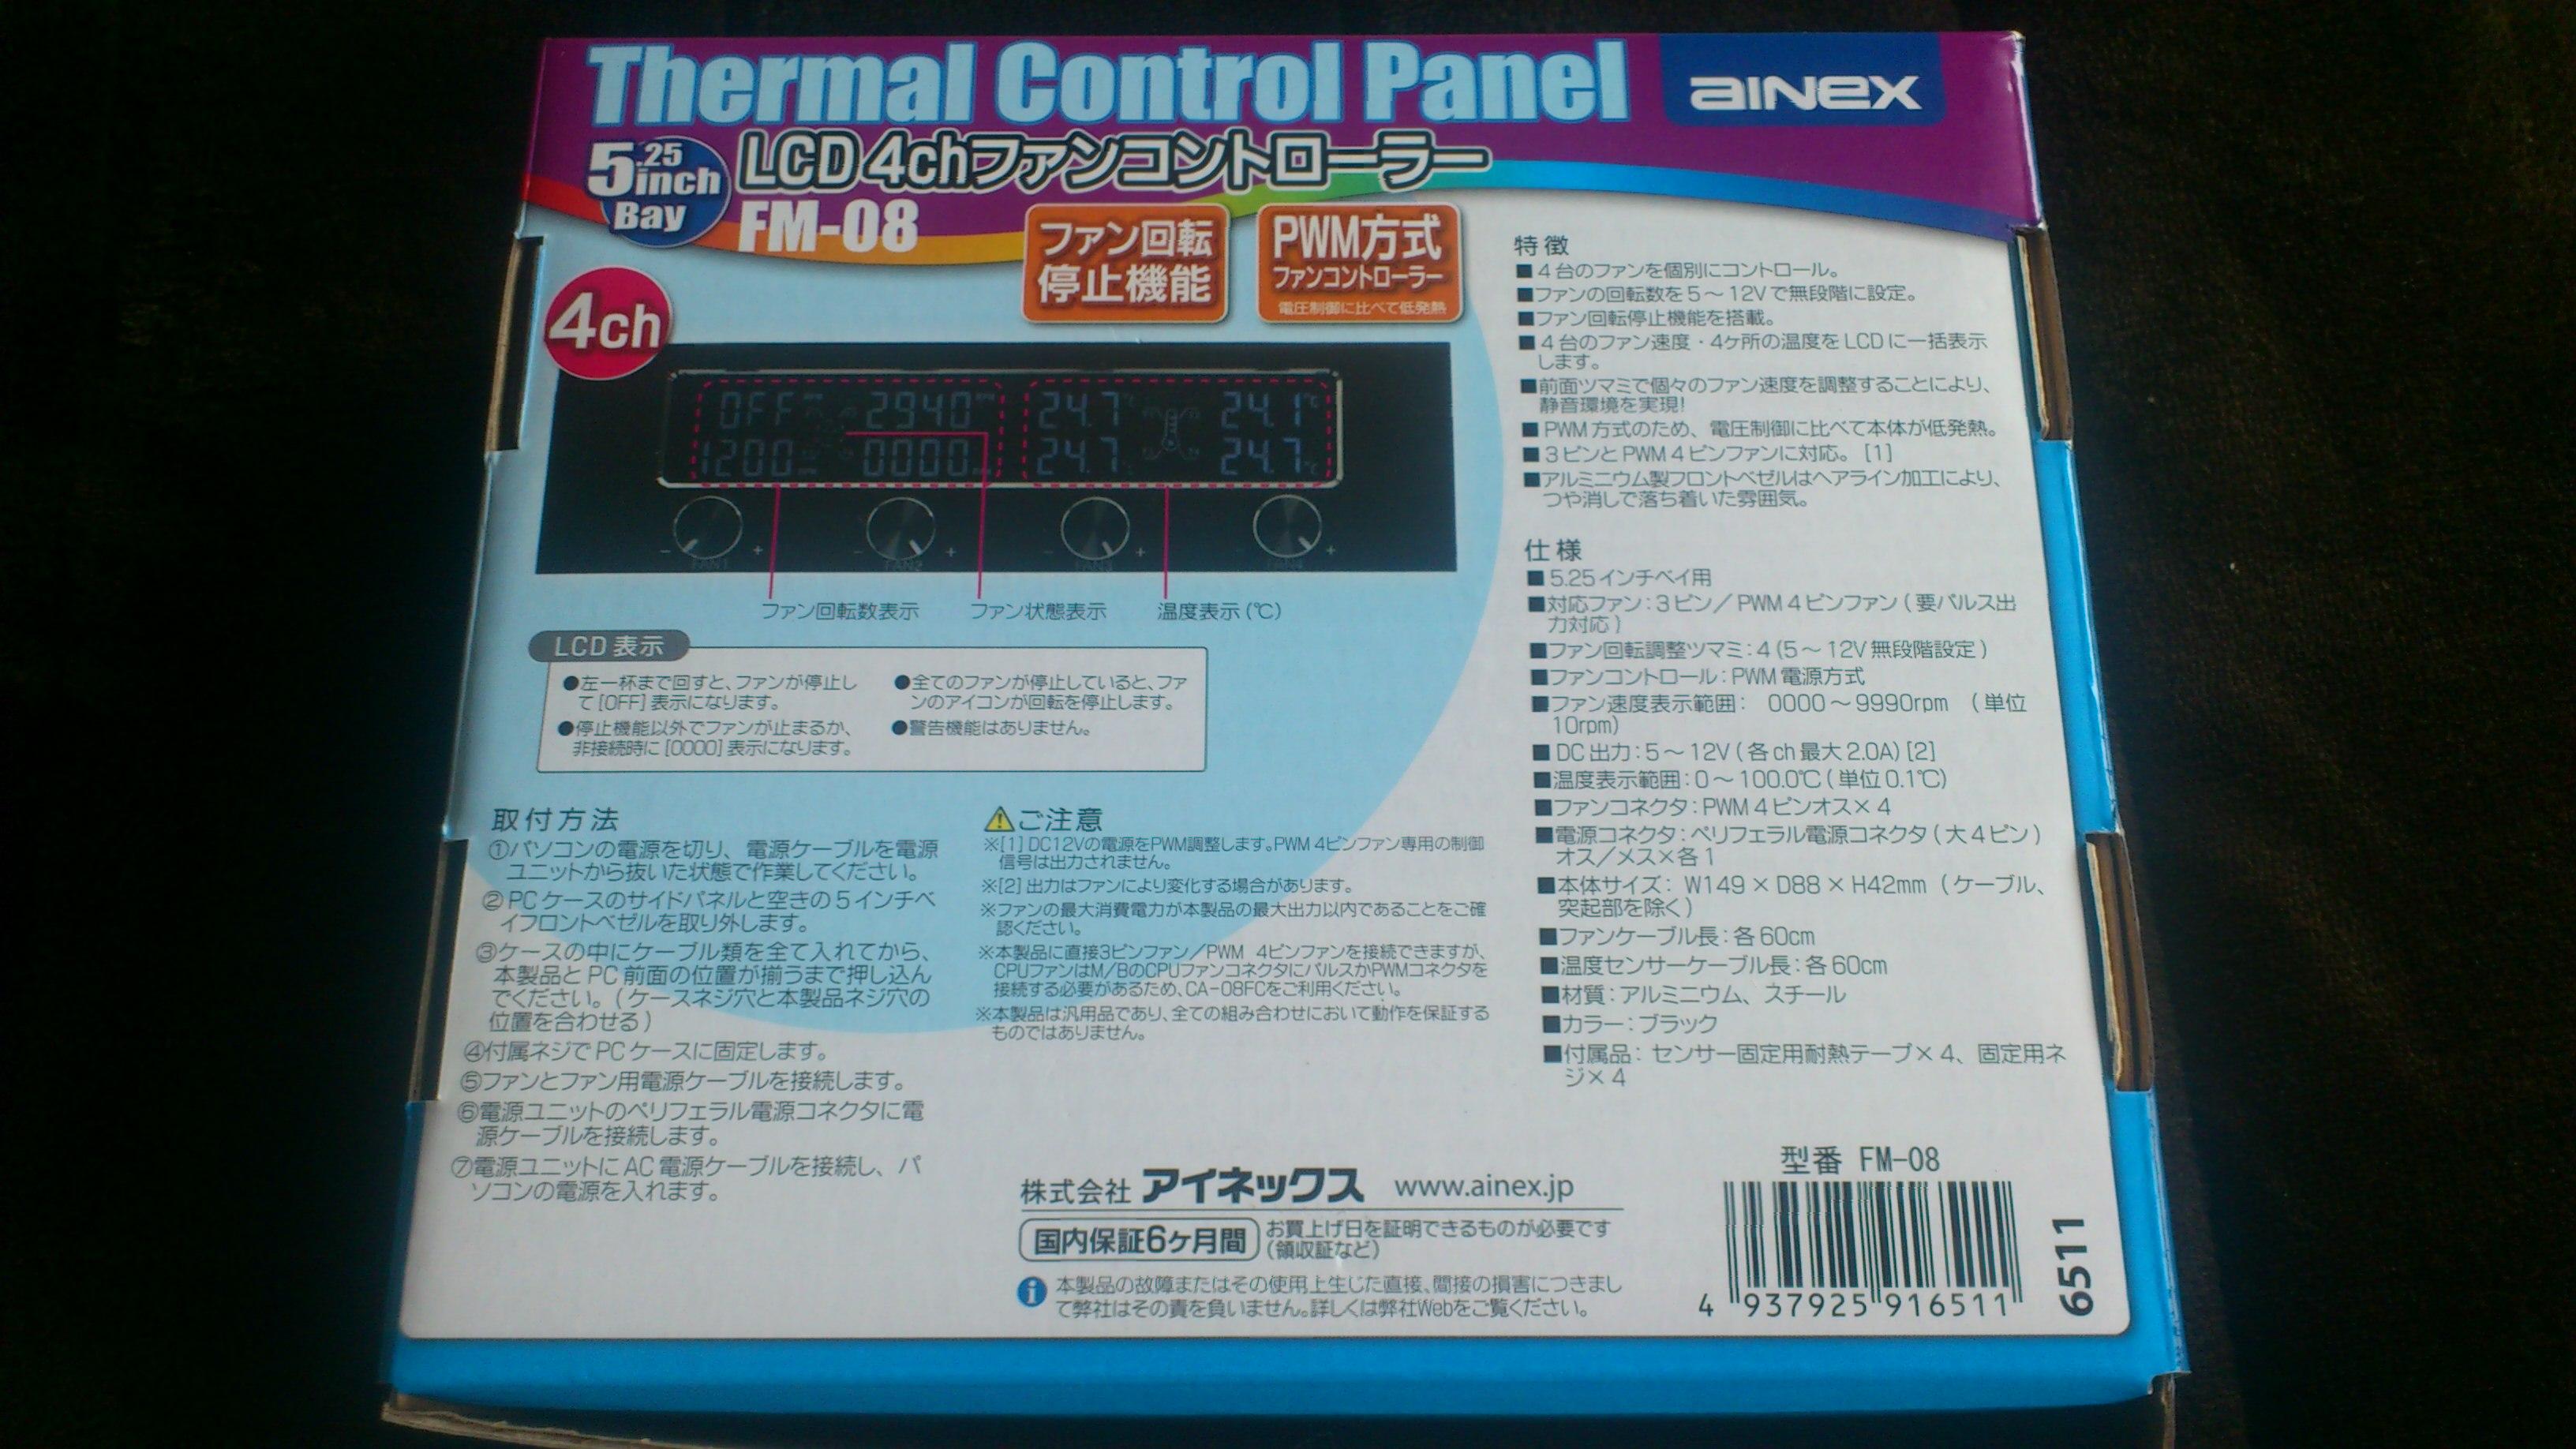 Thermal Control Panel
ainex
5.25 inch Bay
LCD 4chファンコントローラー
FM-08
ファン回転
停止機能
PWM方式
ファンコントローラー
電圧制御に比べて低発熱
4ch
OFF 2940 24.7 24.1
1200 0000 24.7 24.7
- + - + - + - +
FAN1 FAN2 FAN3 FAN4
ファン回転数表示 ファン状態表示 温度表示(℃)
LCD表示
●左一杯まで回すと、ファンが停止し
て[OFF]表示になります。
●停止機能以外でファンが止まるか、
非接続時に[0000]表示になります。
●全てのファンが停止していると、ファ
ンのアイコンが回転を停止します。
●警告機能はありません。
取付方法
①パソコンの電源を切り、電源ケーブルを電源
ユニットから抜いた状態で作業してください。
②PCケースのサイドパネルと空きの5インチベ
イフロントベゼルを取り外します。
③ケースの中にケーブル類を全て入れてから、
本製品とPC前面の位置が揃うまで押し込ん
でください。(ケースネジ穴と本製品ネジ穴の
位置を合わせる)
④付属ネジでPCケースに固定します。
⑤ファンとファン用電源ケーブルを接続します。
⑥電源ユニットのペリフェラル電源コネクタに電
源ケーブルを接続します。
⑦電源ユニットにAC電源ケーブルを接続し、パ
ソコンの電源を入れます。
ご注意
※[1]DC12Vの電源をPWM調整します。PWM 4ピンファン専用の制御
信号は出力されません。
※[2]出力はファンにより変化する場合があります。
※ファンの最大消費電力が本製品の最大出力以内であることをご確
認ください。
※本製品に直接3ピンファン/PWM 4ピンファンを接続できますが、
CPUファンはM/BのCPUファンコネクタにパルスかPWMコネクタを
接続する必要があるため、CA-08FCをご利用ください。
※本製品は汎用品であり、全ての組み合わせにおいて動作を保証する
ものではありません。
特徴
■4台のファンを個別にコントロール。
■ファンの回転数を5～12Vで無段階に設定。
■ファン回転停止機能を搭載。
■4台のファン速度・4ヶ所の温度をLCDに一括表示
します。
■前面ツマミで個々のファン速度を調整することにより、
静音環境を実現!
■PWM方式のため、電圧制御に比べて本体が低発熱。
■3ピンとPWM4ピンファンに対応。[1]
■アルミニウム製フロントベゼルはヘアライン加工により、
つや消しで落ち着いた雰囲気。
仕様
■5.25インチベイ用
■対応ファン:3ピン/PWM4ピンファン(要パルス出
力対応)
■ファン回転調整ツマミ:4(5～12V無段階設定)
■ファンコントロール:PWM電源方式
■ファン速度表示範囲: 0000～9990rpm (単位
10rpm)
■DC出力:5～12V(各ch最大2.0A)[2]
■温度表示範囲:0～100.0℃(単位0.1℃)
■ファンコネクタ:PWM4ピンオス×4
■電源コネクタ:ペリフェラル電源コネクタ(大4ピン)
オス/メス×各1
■本体サイズ: W149×D88×H42mm(ケーブル、
突起部を除く)
■ファンケーブル長:各60cm
■温度センサーケーブル長:各60cm
■材質:アルミニウム、スチール
■カラー:ブラック
■付属品: センサー固定用耐熱テープ×4、固定用ネ
ジ×4
株式会社 アイネックス www.ainex.jp
国内保証6ヶ月間 お買上げ日を証明できるものが必要です
(領収証など)
本製品の故障またはその使用上生じた直接、間接の損害につきまし
て弊社はその責を負いません。詳しくは弊社Webをご覧ください。
型番 FM-08
4 937925 916511
6511